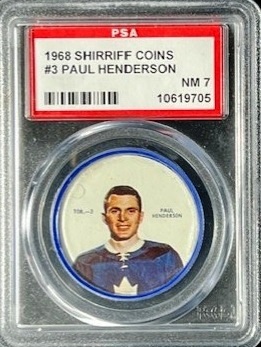 PSA
1968 SHIRRIFF COINS
#3 PAUL HENDERSON
NM 7
10619705
TOR.—3
PAUL
HENDERSON